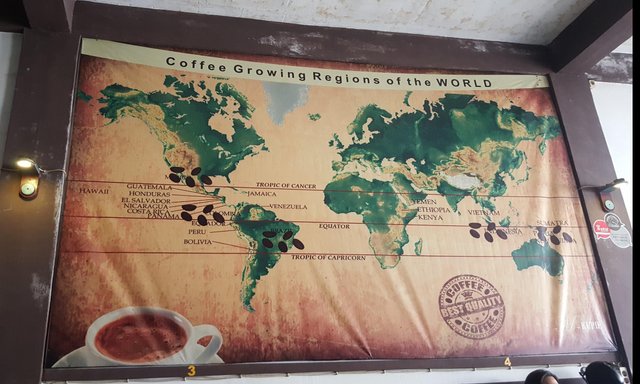 Coffee Growing Regions of the WORLD
TROPIC OF CANCER
HAWAII
GUATEMALA
HONDURAS
EL SALVADOR
NICARAGUA
COSTA RICA
PANAMA
JAMAICA
VENEZUELA
PERU
BOLIVIA
EQUATOR
TROPIC OF CAPRICORN
YEMEN
ETHIOPIA
KENYA
VIETNAM
SUMATRA
COFFEE
BEST QUALITY
COFFEE
3
4